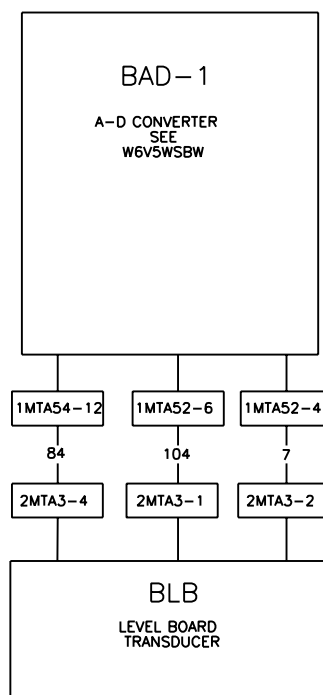 BAD-1
A-D CONVERTER
SEE
W6V5WSBW
1MTA54-12 1MTA52-6 1MTA52-4
84 104 7
2MTA3-4 2MTA3-1 2MTA3-2
BLB
LEVEL BOARD
TRANSDUCER